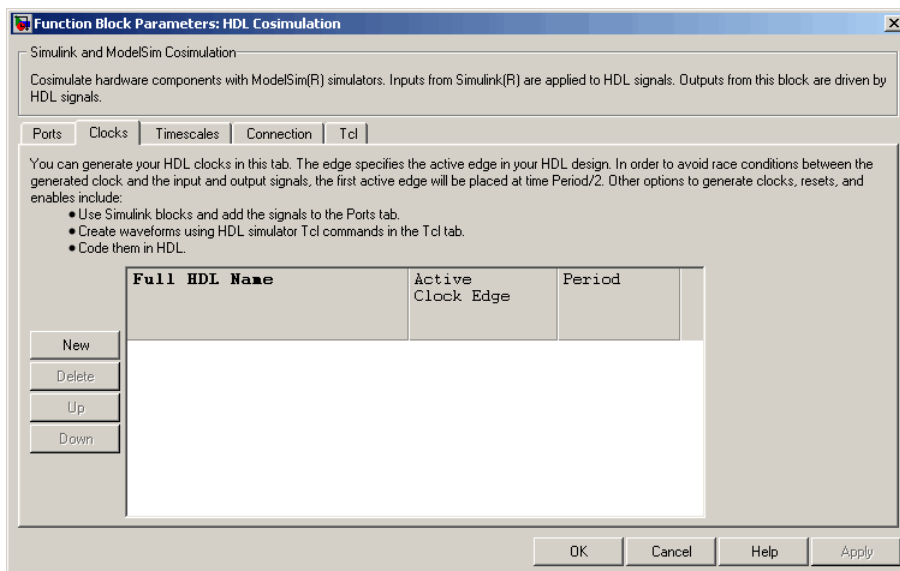 Function Block Parameters: HDL Cosimulation
Simulink and ModelSim Cosimulation
Cosimulate hardware components with ModelSim(R) simulators. Inputs from Simulink(R) are applied to HDL signals. Outputs from this block are driven by
HDL signals.
Ports Clocks Timescales Connection Tcl
You can generate your HDL clocks in this tab. The edge specifies the active edge in your HDL design. In order to avoid race conditions between the
generated clock and the input and output signals, the first active edge will be placed at time Period/2. Other options to generate clocks, resets, and
enables include:
● Use Simulink blocks and add the signals to the Ports tab.
● Create waveforms using HDL simulator Tcl commands in the Tcl tab.
● Code them in HDL.
Full HDL Name Active Period
Clock Edge
New
Delete
Up
Down
OK Cancel Help Apply